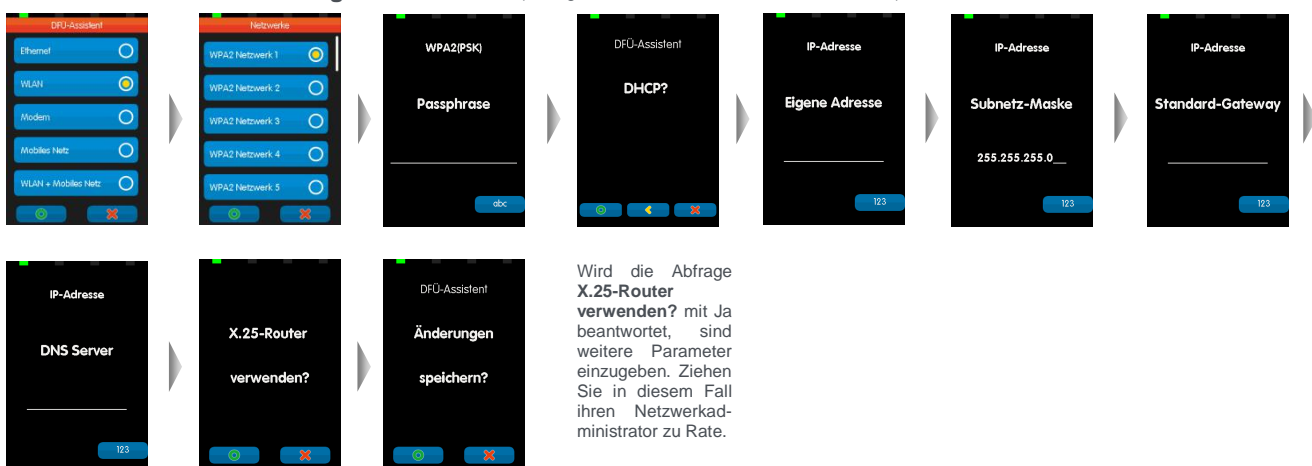 DFÜ-Assistent
Ethernet
WLAN
Modem
Mobiles Netz
WLAN + Mobiles Netz
Netzwerke
WPA2 Netzwerk 1
WPA2 Netzwerk 2
WPA2 Netzwerk 3
WPA2 Netzwerk 4
WPA2 Netzwerk 5
WPA2(PSK)
Passphrase
abc
DFÜ-Assistent
DHCP?
IP-Adresse
Eigene Adresse
123
IP-Adresse
Subnetz-Maske
255.255.255.0__
123
IP-Adresse
Standard-Gateway
123
IP-Adresse
DNS Server
123
X.25-Router
verwenden?
DFÜ-Assistent
Änderungen
speichern?
Wird die Abfrage
X.25-Router
verwenden? mit Ja
beantwortet, sind
weitere Parameter
einzugeben. Ziehen
Sie in diesem Fall
ihren Netzwerkad-
ministrator zu Rate.